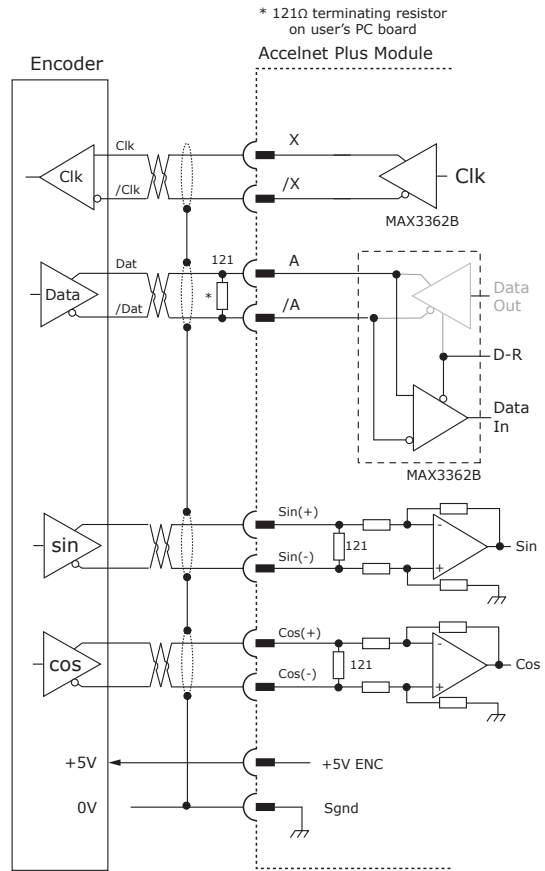 * 121Ω terminating resistor
on user's PC board
Encoder
Accelnet Plus Module
Clk
Clk
/Clk
X
/X
Clk
MAX3362B
Data
Dat
/Dat
121
*
A
/A
Data
Out
D-R
Data
In
MAX3362B
sin
Sin(+)
Sin(-)
121
-
+
Sin
cos
Cos(+)
Cos(-)
121
-
+
Cos
+5V
+5V ENC
0V
Sgnd